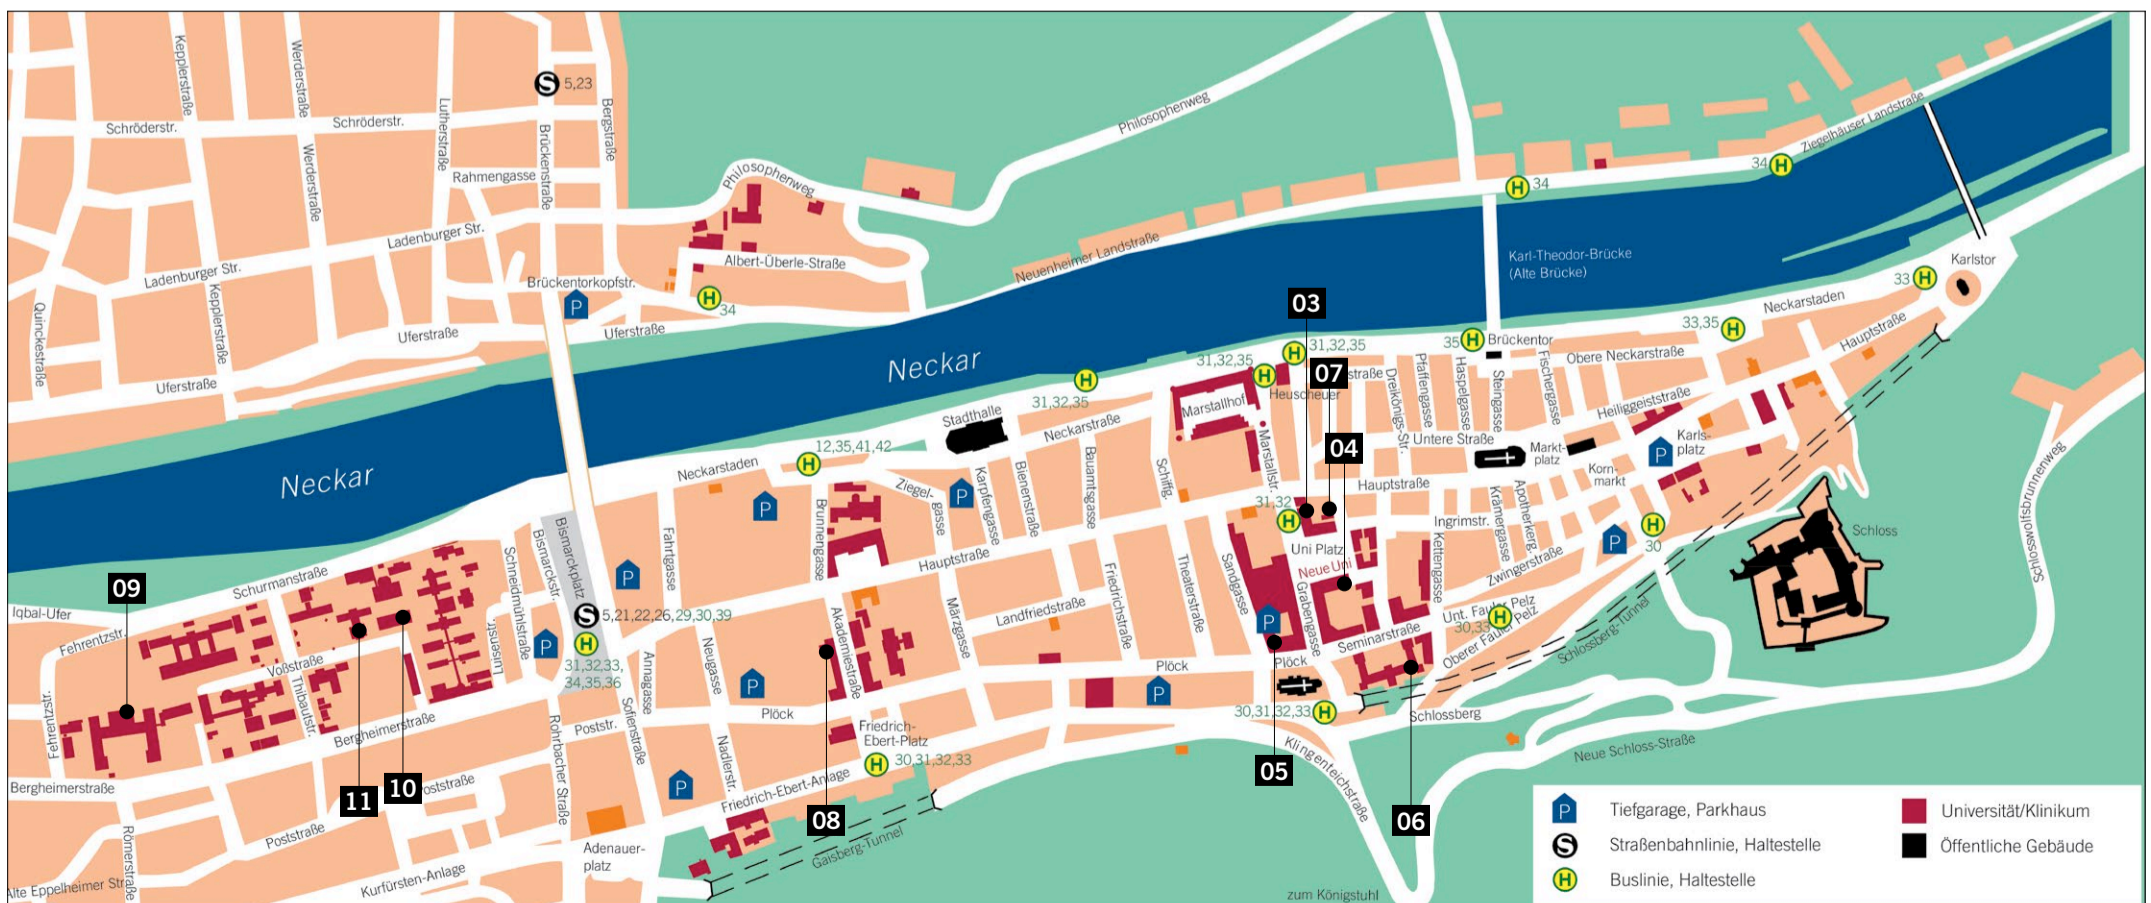 Kepplerstraße
Werderstraße
S 5,23
Schröderstr.
Schröderstr.
Lutherstraße
Brückenstraße
Bergstraße
Werderstraße
Rahmengasse
Philosophenweg
Philosophenweg
Ziegelhäuser Landstraße
34 H
H 34
Ladenburger Str.
Ladenburger Str.
Kepplerstraße
Quinckestraße
Albert-Überle-Straße
Neuenheimer Landstraße
Karl-Theodor-Brücke
(Alte Brücke)
Karlstor
Brückentorkopfstr.
P
H
34
Uferstraße
Uferstraße
Uferstraße
33 H
Neckarstaden
Hauptstraße
03
33,35 H
35 H Brückentor
H 31,32,35
31,32,35 H
07
straße
Obere Neckarstraße
Neckar
Neckar
H
31,32,35
Heuscheuer
Marstallhof
Dreikönigs-Str.
Pfaffengasse
Haspelgasse
Steingasse
Fischergasse
Heiliggeiststraße
Stadthalle
Neckarstraße
12,35,41,42
H
Neckarstaden
04
Untere Straße
Markt-
platz
P
Karls-
platz
Korn-
markt
Marstallstr.
Schiffg.
Bauamtsgasse
Bienenstraße
Karpfengasse
P
Ziegel-
gasse
P
Brunnengasse
Hauptstraße
31,32
H
Ingrimstr.
Krämergasse
Apothekerg.
Kettengasse
Uni Platz
Neue Uni
Zwingerstraße
P
H
30
Schloss
Schlosswolfsbrunnenweg
Bismarckplatz
Bismarckstr.
Schneidmühlstraße
Fahrtgasse
P
Hauptstraße
Sandgasse
Theaterstraße
Friedrichstraße
Grabengasse
P
Schurmanstraße
Iqbal-Ufer
09
Fehrentzstr.
Fehrentzstr.
Voßstraße
Thibautstr.
Luisenstr.
P
S 5,21,22,26,29,30,39
H
31,32,33,
34,35,36
Annagasse
Neugasse
Akademiestraße
Märzgasse
Landfriedstraße
Seminarstraße
Unt. Fauler Pelz
30,33 H
Oberer Fauler Pelz
Schlossberg-Tunnel
Plöck
Plöck
Plöck
P
P
30,31,32,33 H
Schlossberg
Neue Schloss-Straße
Bergheimerstraße
Bergheimerstraße
Rohrbacher Straße
Poststr.
Sofienstraße
Nadlerstr.
Friedrich-
Ebert-Platz
H 30,31,32,33
Friedrich-Ebert-Anlage
P
Klingenteichstraße
05
06
08
10
11
Poststraße
oststraße
Römerstraße
Alte Eppelheimer Str.
Kurfürsten-Anlage
Adenauer-
platz
Gaisberg-Tunnel
zum Königstuhl
P Tiefgarage, Parkhaus
S Straßenbahnlinie, Haltestelle
H Buslinie, Haltestelle
Universität/Klinikum
Öffentliche Gebäude